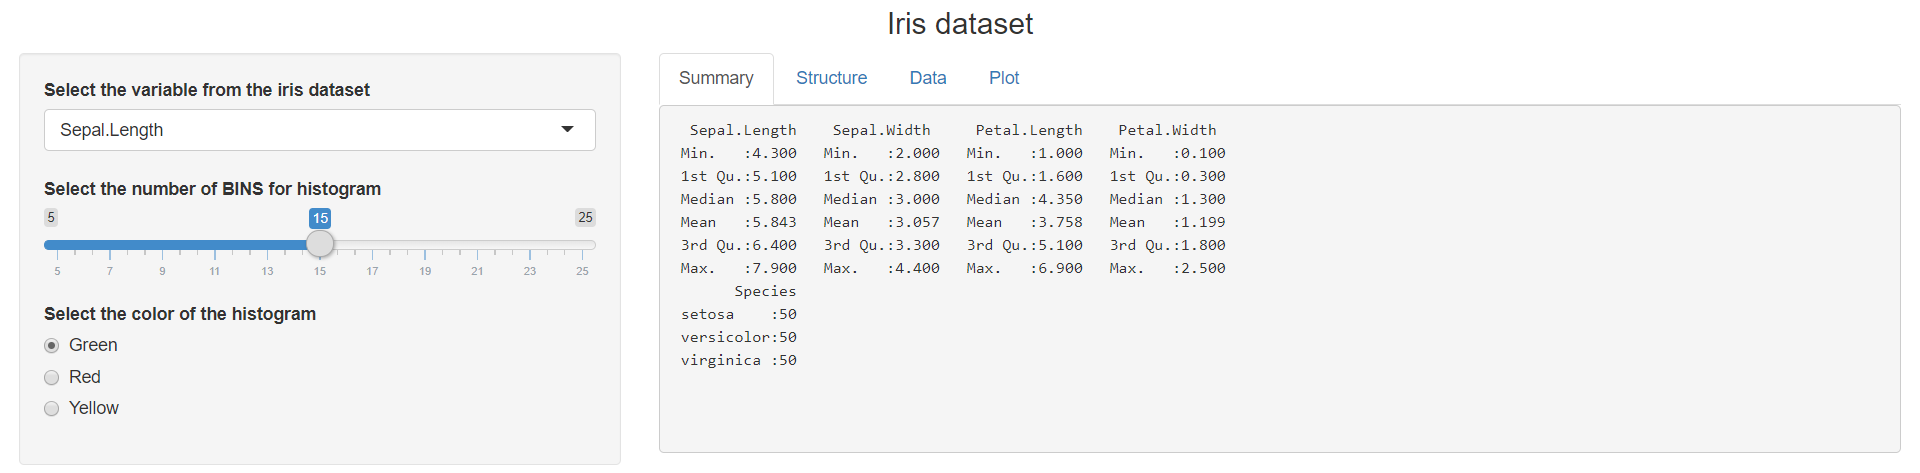 Iris dataset
Select the variable from the iris dataset
Sepal.Length
Select the number of BINS for histogram
5 15 25
5 7 9 11 13 15 17 19 21 23 25
Select the color of the histogram
Green
Red
Yellow
Summary Structure Data Plot
 Sepal.Length    Sepal.Width     Petal.Length    Petal.Width
Min.   :4.300   Min.   :2.000   Min.   :1.000   Min.   :0.100
1st Qu.:5.100   1st Qu.:2.800   1st Qu.:1.600   1st Qu.:0.300
Median :5.800   Median :3.000   Median :4.350   Median :1.300
Mean   :5.843   Mean   :3.057   Mean   :3.758   Mean   :1.199
3rd Qu.:6.400   3rd Qu.:3.300   3rd Qu.:5.100   3rd Qu.:1.800
Max.   :7.900   Max.   :4.400   Max.   :6.900   Max.   :2.500
      Species
setosa    :50
versicolor:50
virginica :50